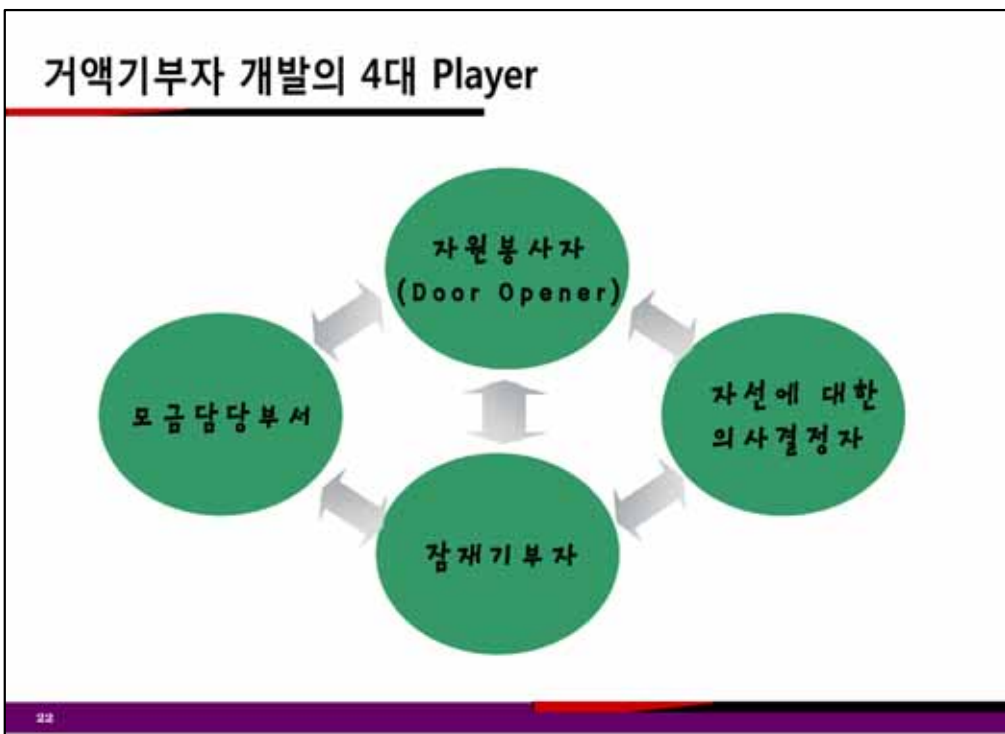 거액기부자 개발의 4대 Player
자원봉사자
(Door Opener)
모금담당부서
자선에 대한
의사결정자
잠재기부자
22